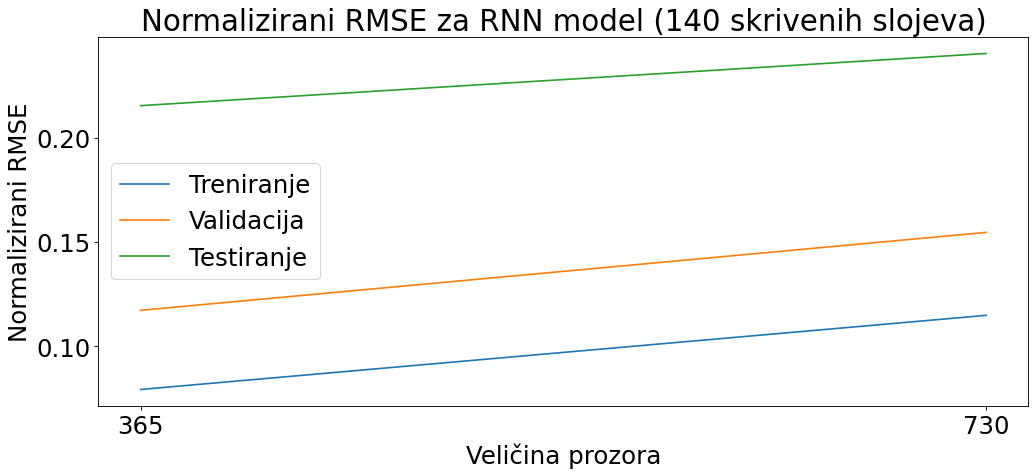 Normalizirani RMSE za RNN model (140 skrivenih slojeva)
Normalizirani RMSE
0.20
0.15
0.10
Treniranje
Validacija
Testiranje
365
730
Veličina prozora